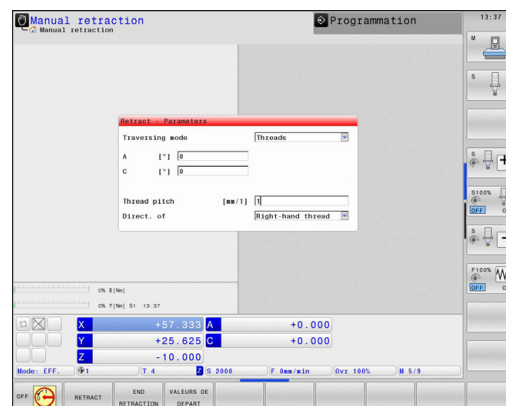 Manual retraction
Manual retraction
Programmation
13:37
M
S
Retract - Parameters
Traversing mode Threads
A [°] 0
C [°] 0
Thread pitch [mm/1] 1
Direct. of Right-hand thread
S
S100%
OFF
S
F100% W
OFF
0% X[Nm]
0% Y[Nm] S1 13:37
X +57.333 A +0.000
Y +25.625 C +0.000
Z -10.000
Mode: EFF. 1 T 4 Z S 2000 F 0mm/min Ovr 100% M 5/9
OFF
RETRACT
END
RETRACTION
VALEURS DE
DEPART